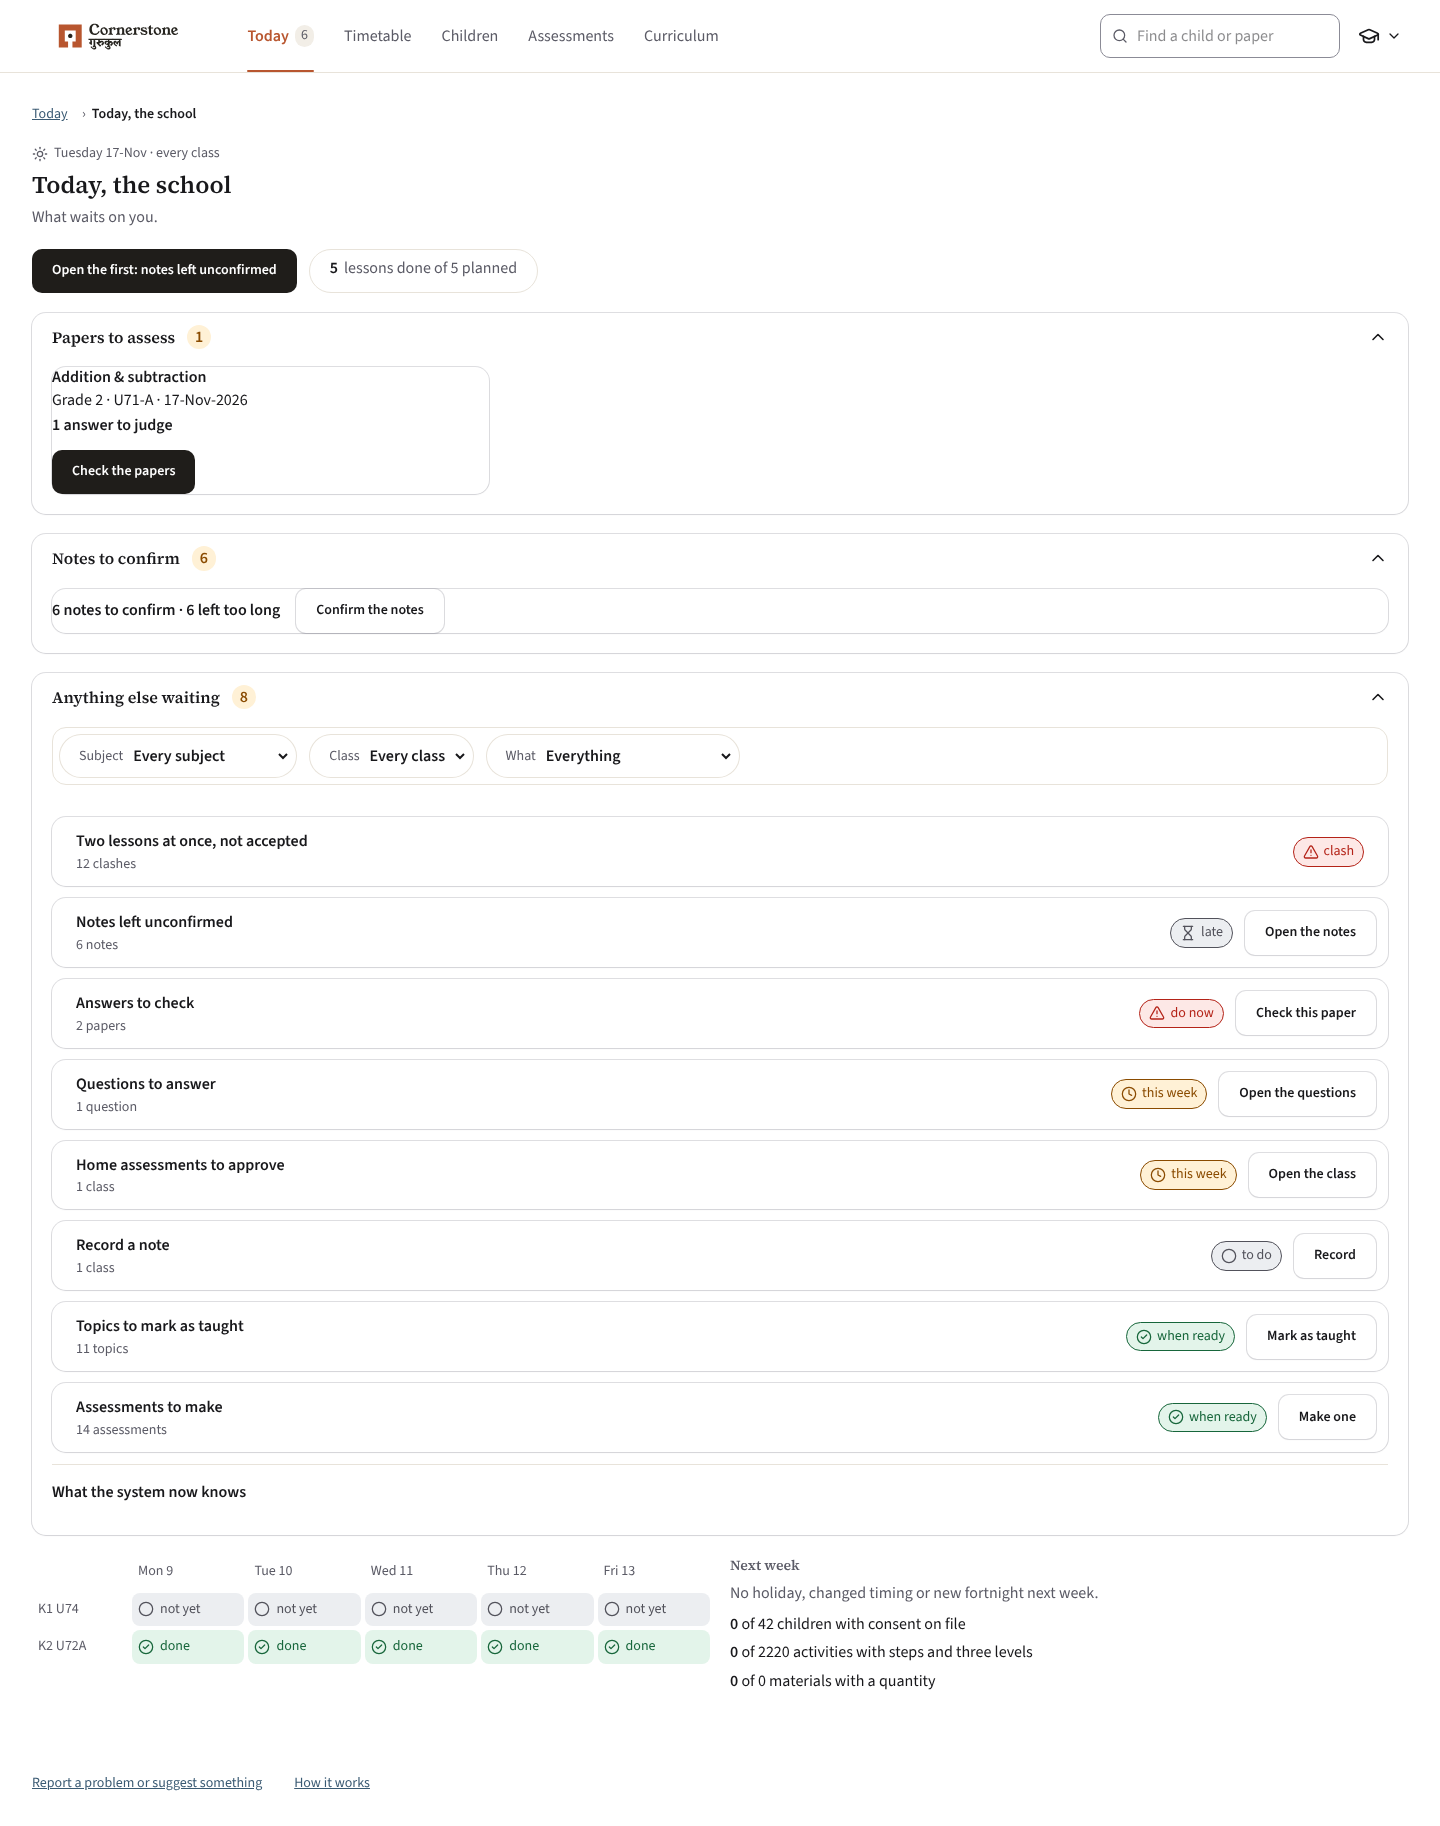 Cornerstone
गुरुकुल
Today 6
Timetable
Children
Assessments
Curriculum
Find a child or paper
Today › Today, the school
Tuesday 17-Nov · every class
Today, the school
What waits on you.
Open the first: notes left unconfirmed
5 lessons done of 5 planned
Papers to assess 1
Addition & subtraction
Grade 2 · U71-A · 17-Nov-2026
1 answer to judge
Check the papers
Notes to confirm 6
6 notes to confirm · 6 left too long
Confirm the notes
Anything else waiting 8
Subject Every subject
Class Every class
What Everything
Two lessons at once, not accepted
12 clashes
clash
Notes left unconfirmed
6 notes
late
Open the notes
Answers to check
2 papers
do now
Check this paper
Questions to answer
1 question
this week
Open the questions
Home assessments to approve
1 class
this week
Open the class
Record a note
1 class
to do
Record
Topics to mark as taught
11 topics
when ready
Mark as taught
Assessments to make
14 assessments
when ready
Make one
What the system now knows
Mon 9 Tue 10 Wed 11 Thu 12 Fri 13
K1 U74 not yet not yet not yet not yet not yet
K2 U72A done done done done done
Next week
No holiday, changed timing or new fortnight next week.
0 of 42 children with consent on file
0 of 2220 activities with steps and three levels
0 of 0 materials with a quantity
Report a problem or suggest something
How it works